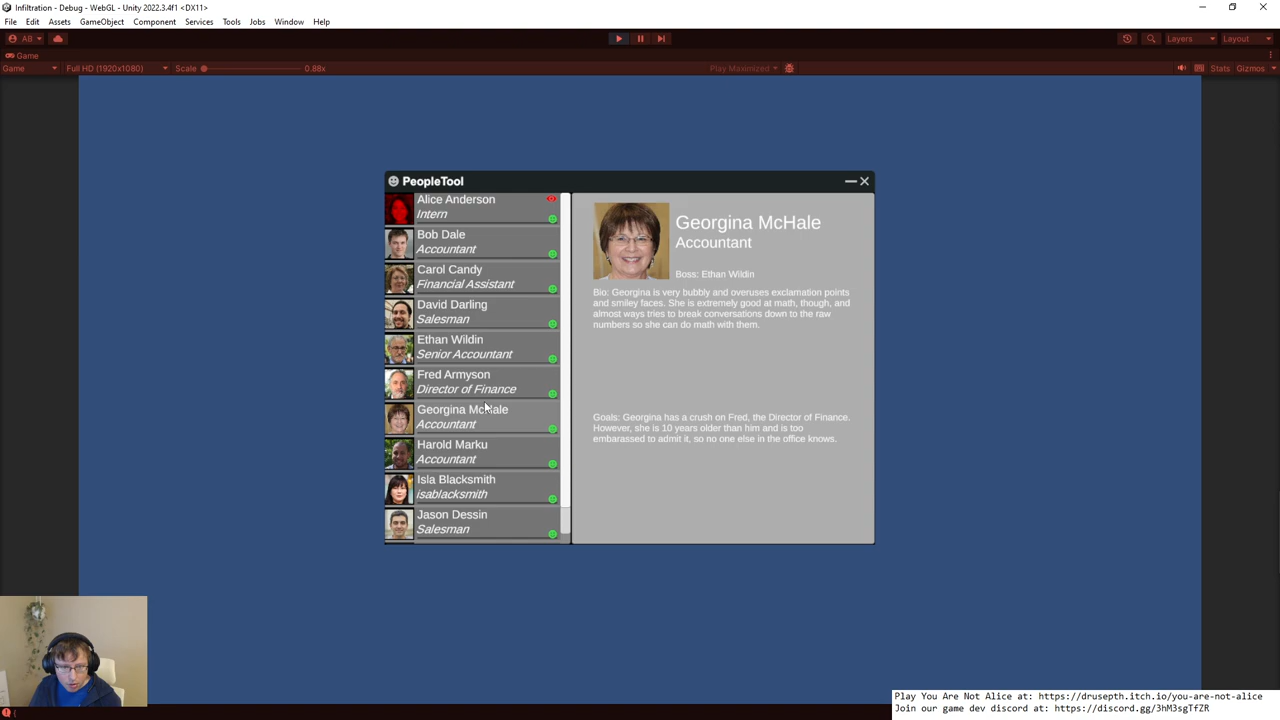 Infiltration - Debug - WebGL - Unity 2022.3.4f1 <DX11>
File Edit Assets GameObject Component Services Tools Jobs Window Help
AB Layers Layout
Game
Game Full HD (1920x1080) Scale 0.88x Play Maximized Stats Gizmos
PeopleTool
Alice Anderson
Intern
Bob Dale
Accountant
Carol Candy
Financial Assistant
David Darling
Salesman
Ethan Wildin
Senior Accountant
Fred Armyson
Director of Finance
Georgina McHale
Accountant
Harold Marku
Accountant
Isla Blacksmith
isablacksmith
Jason Dessin
Salesman
Georgina McHale
Accountant
Boss: Ethan Wildin
Bio: Georgina is very bubbly and overuses exclamation points
and smiley faces. She is extremely good at math, though, and
almost ways tries to break conversations down to the raw
numbers so she can do math with them.
Goals: Georgina has a crush on Fred, the Director of Finance.
However, she is 10 years older than him and is too
embarassed to admit it, so no one else in the office knows.
{
Play You Are Not Alice at: https://drusepth.itch.io/you-are-not-alice
Join our game dev discord at: https://discord.gg/3hM3sgTfZR